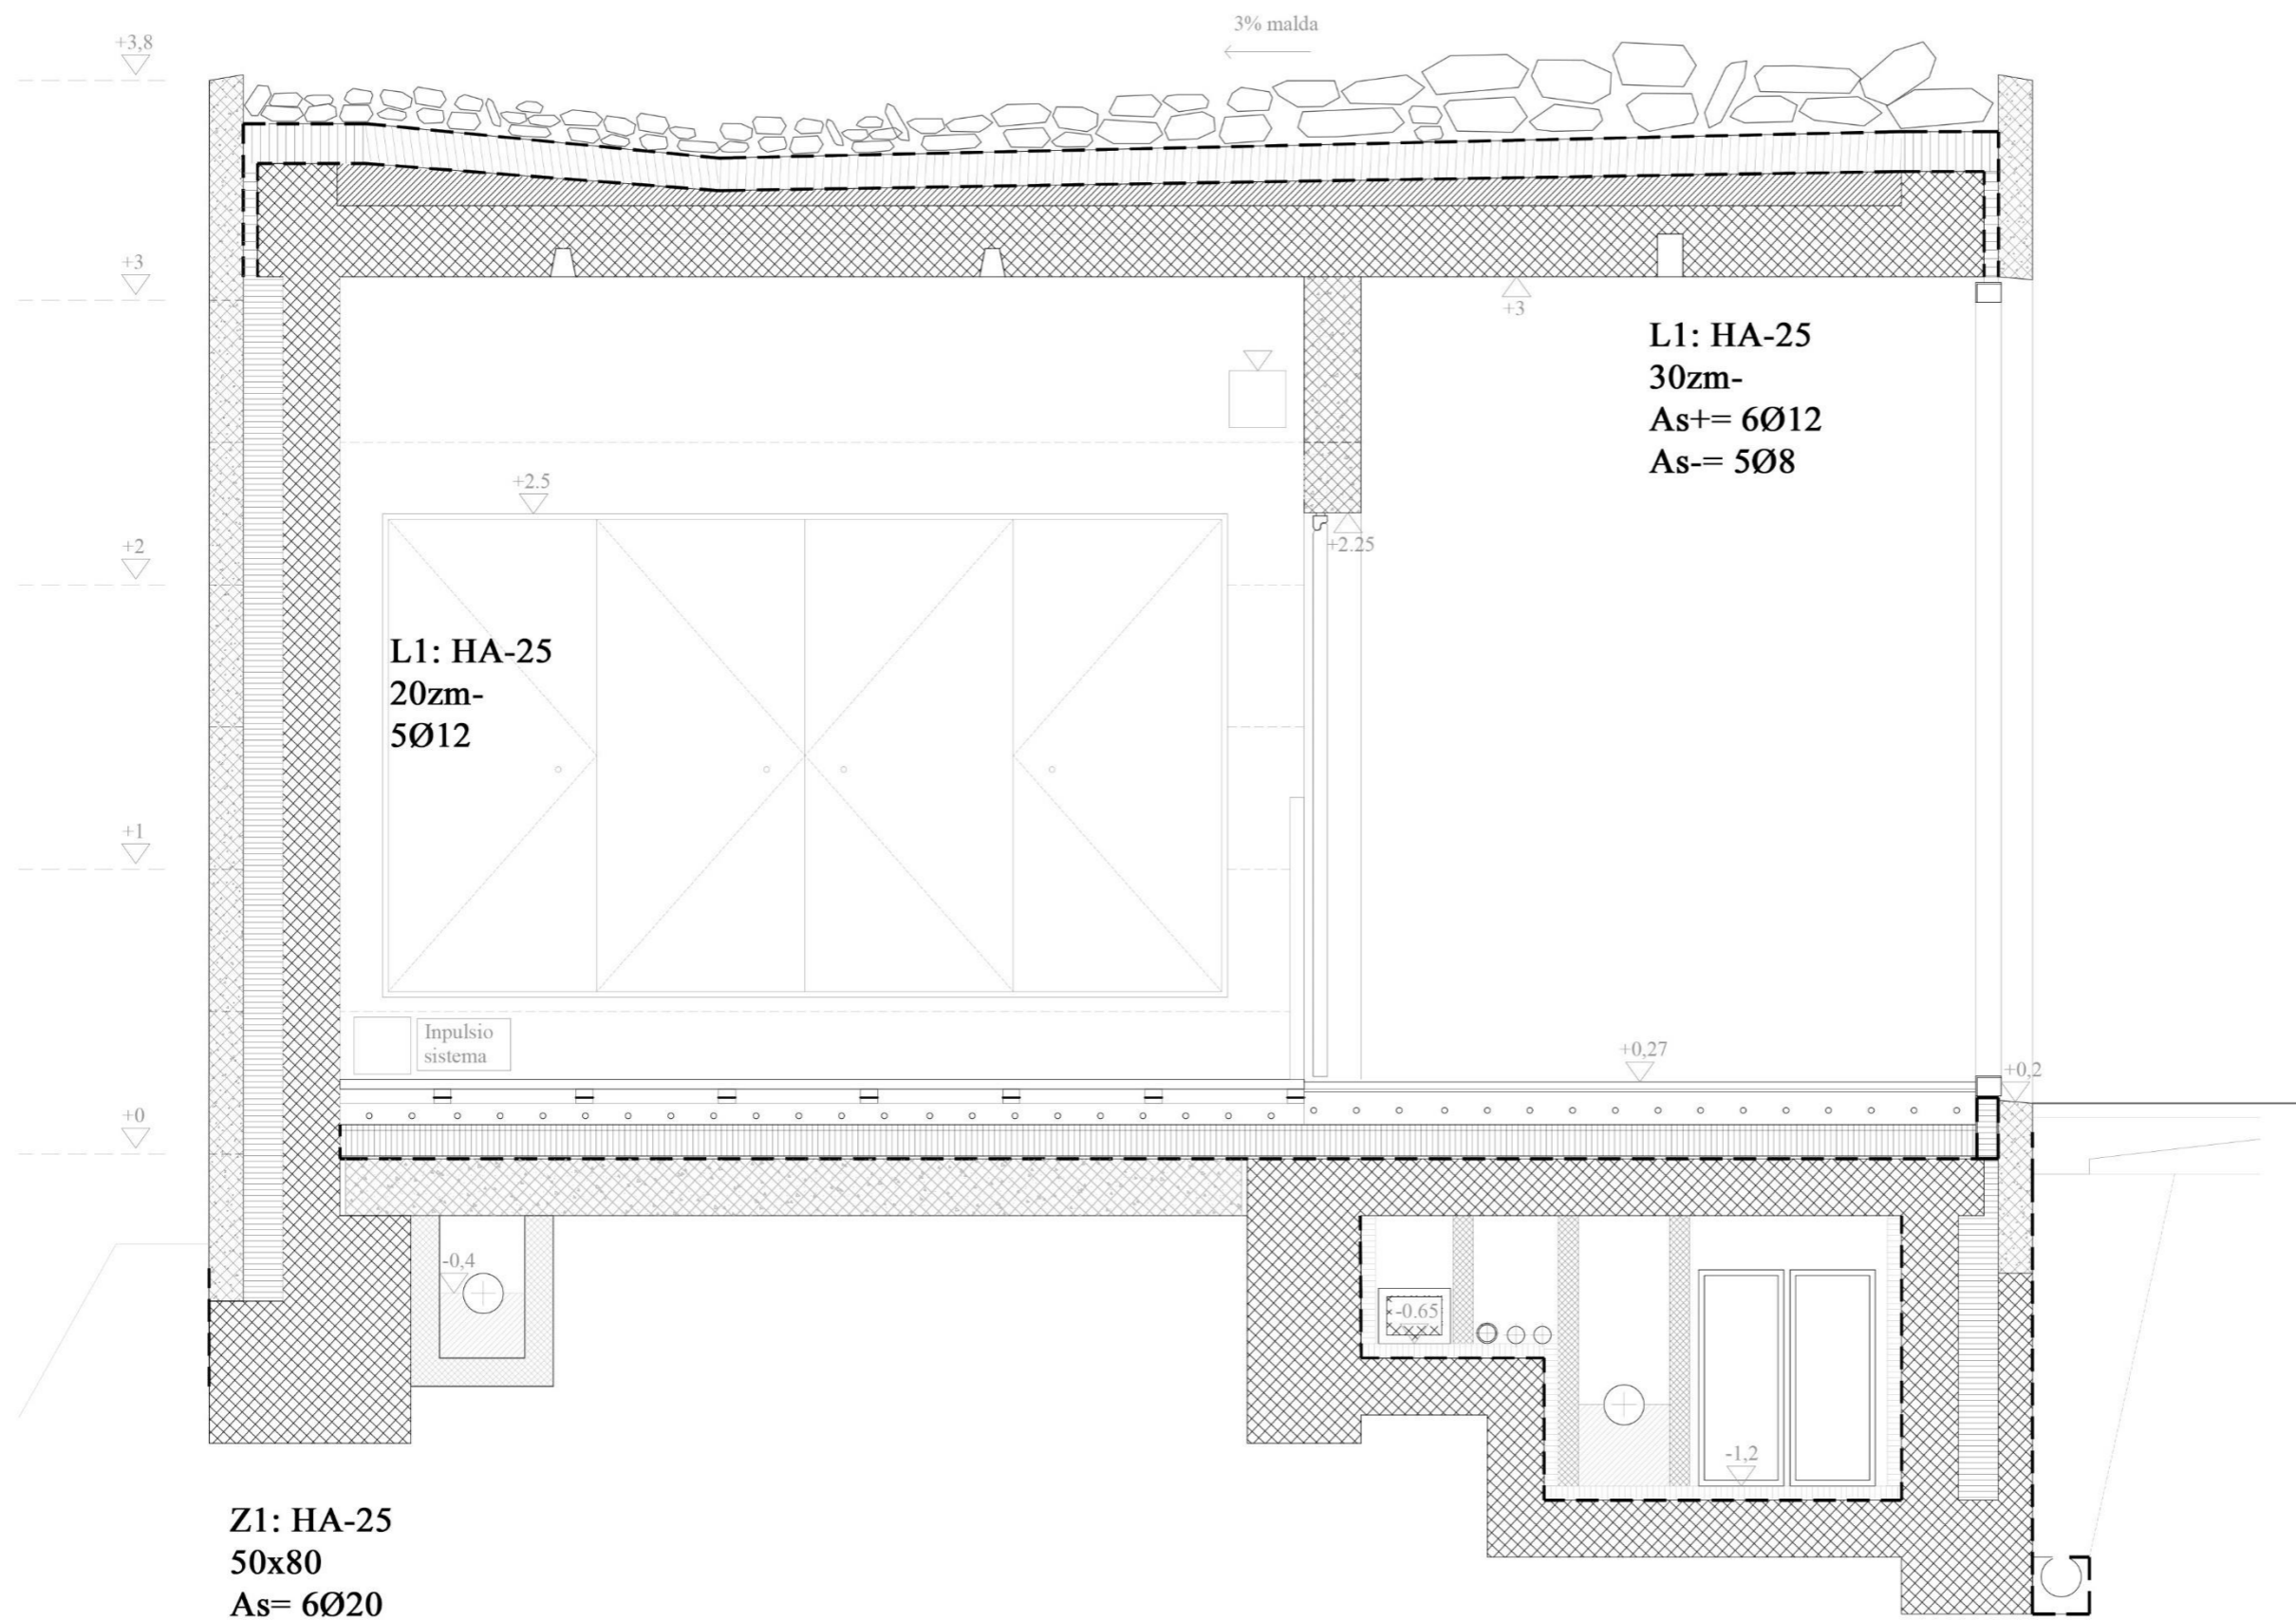 3% malda
+3,8
+3
+3
L1: HA-25
30zm-
As+= 6Ø12
As-= 5Ø8
+2.5
+2
+2.25
L1: HA-25
20zm-
5Ø12
+1
Inpulsio
sistema
+0,27
+0,2
+0
-0,4
-0.65
-1,2
Z1: HA-25
50x80
As= 6Ø20